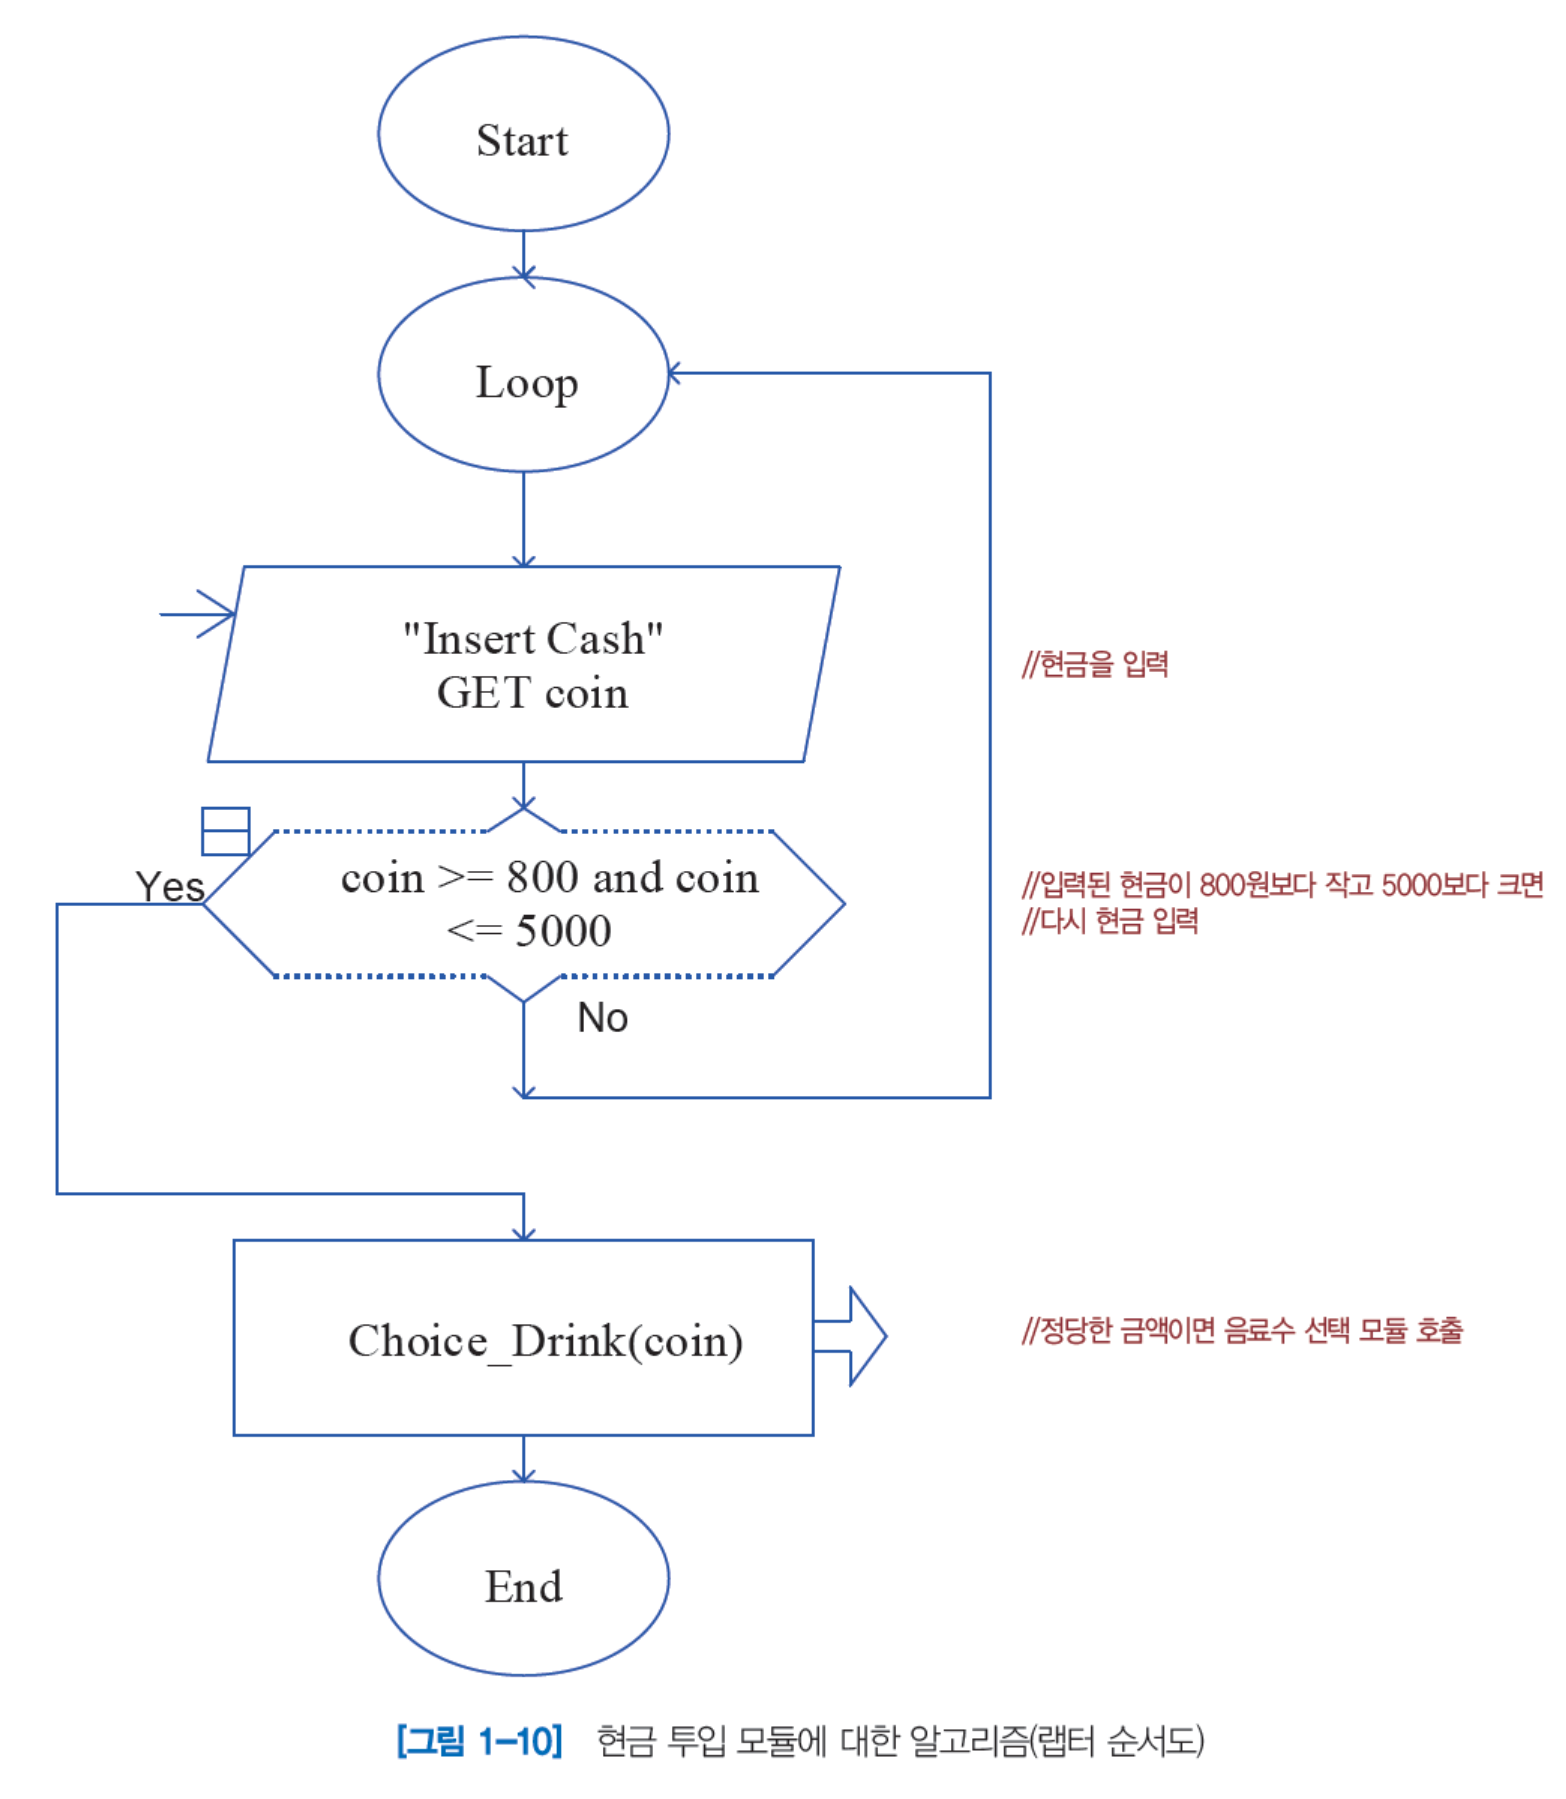 Start
Loop
"Insert Cash"
GET coin
//현금을 입력
Yes
coin >= 800 and coin
<= 5000
//입력된 현금이 800원보다 작고 5000보다 크면
//다시 현금 입력
No
Choice_Drink(coin)
//정당한 금액이면 음료수 선택 모듈 호출
End
[그림 1-10] 현금 투입 모듈에 대한 알고리즘(랩터 순서도)